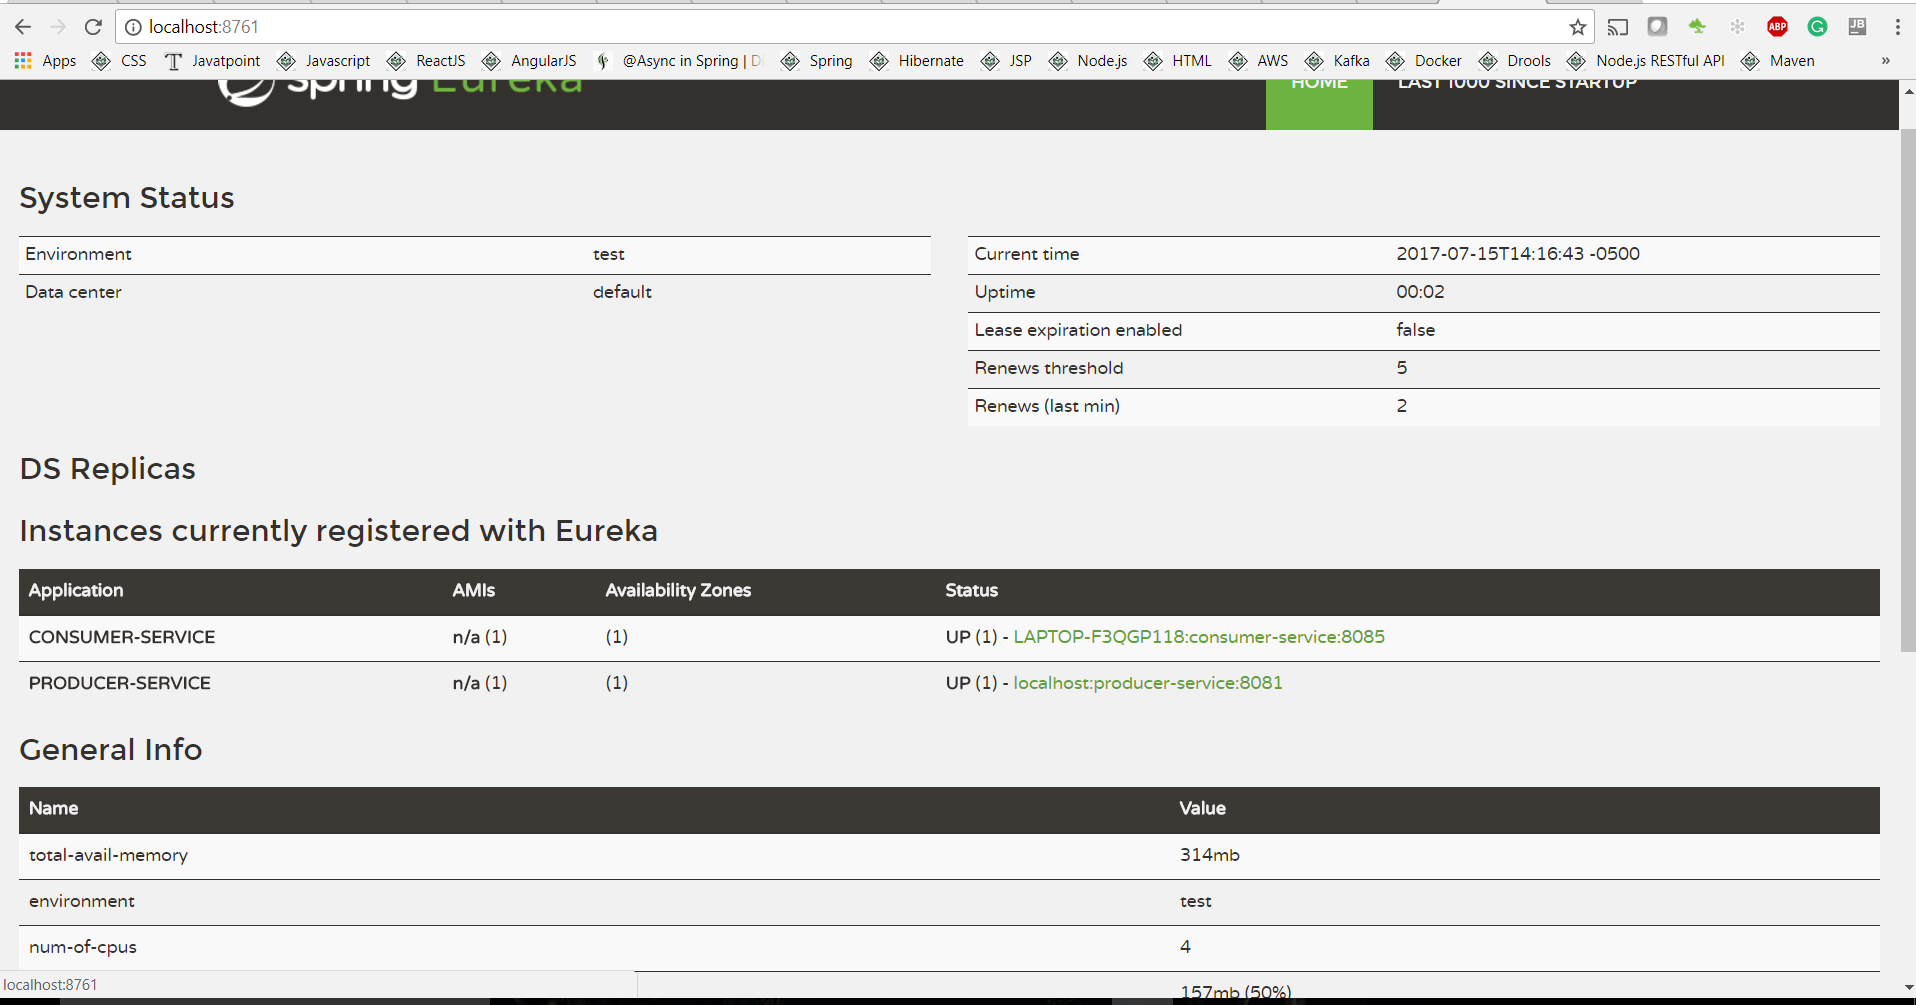 localhost:8761
ABP G JB
Apps CSS Javatpoint Javascript ReactJS AngularJS @Async in Spring | D Spring Hibernate JSP Node.js HTML AWS Kafka Docker Drools Node.js RESTful API Maven »
spring Eureka HOME LAST 1000 SINCE STARTUP
System Status
Environment test
Data center default
Current time 2017-07-15T14:16:43 -0500
Uptime 00:02
Lease expiration enabled false
Renews threshold 5
Renews (last min) 2
DS Replicas
Instances currently registered with Eureka
Application AMIs Availability Zones Status
CONSUMER-SERVICE n/a (1) (1) UP (1) - LAPTOP-F3QGP118:consumer-service:8085
PRODUCER-SERVICE n/a (1) (1) UP (1) - localhost:producer-service:8081
General Info
Name Value
total-avail-memory 314mb
environment test
num-of-cpus 4
157mb (50%)
localhost:8761